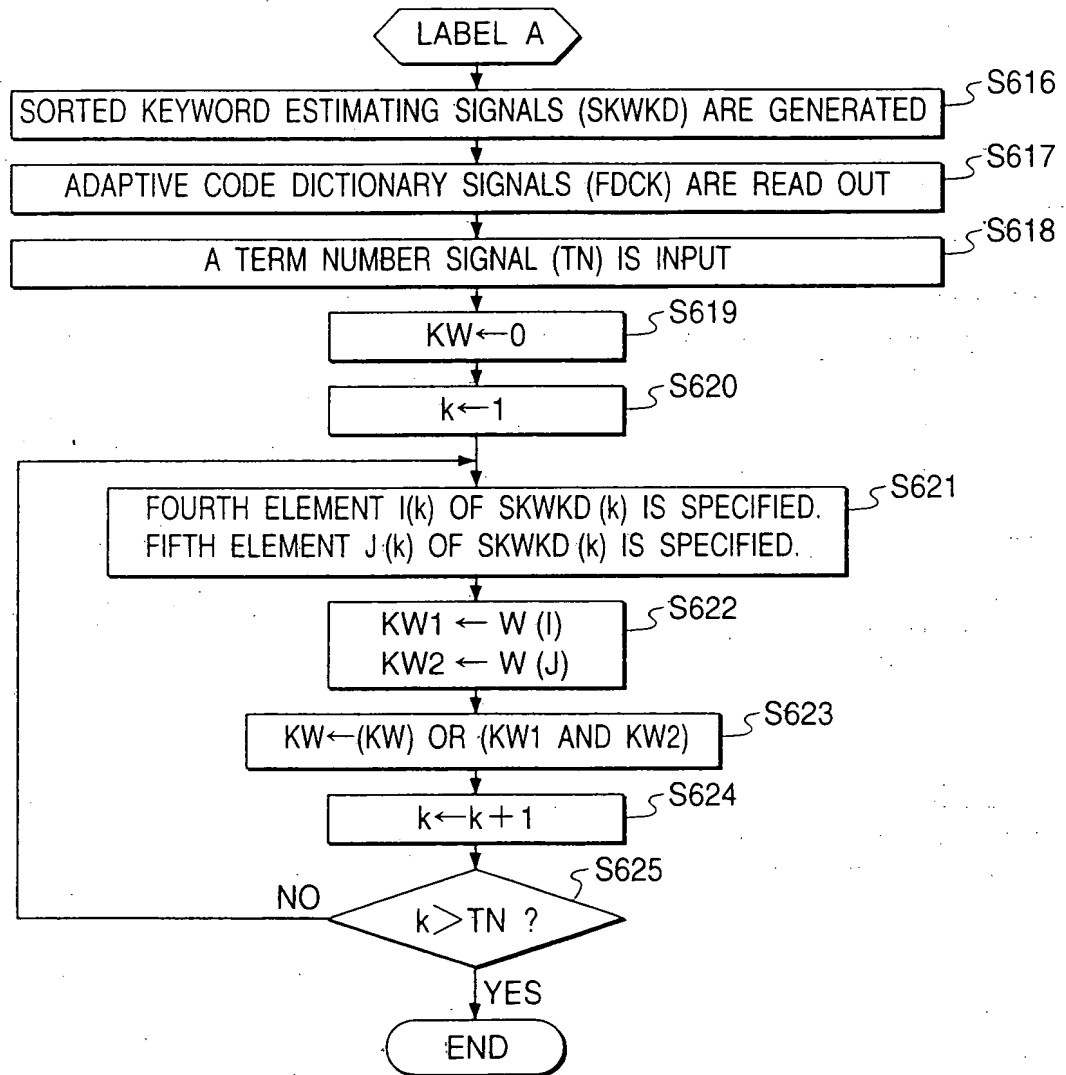 LABEL A
SORTED KEYWORD ESTIMATING SIGNALS (SKWKD) ARE GENERATED
S616
ADAPTIVE CODE DICTIONARY SIGNALS (FDCK) ARE READ OUT
S617
A TERM NUMBER SIGNAL (TN) IS INPUT
S618
KW←0
S619
k←1
S620
FOURTH ELEMENT I(k) OF SKWKD (k) IS SPECIFIED.
FIFTH ELEMENT J(k) OF SKWKD (k) IS SPECIFIED.
S621
KW1 ← W (I)
KW2 ← W (J)
S622
KW←(KW) OR (KW1 AND KW2)
S623
k←k+1
S624
k>TN ?
S625
NO
YES
END